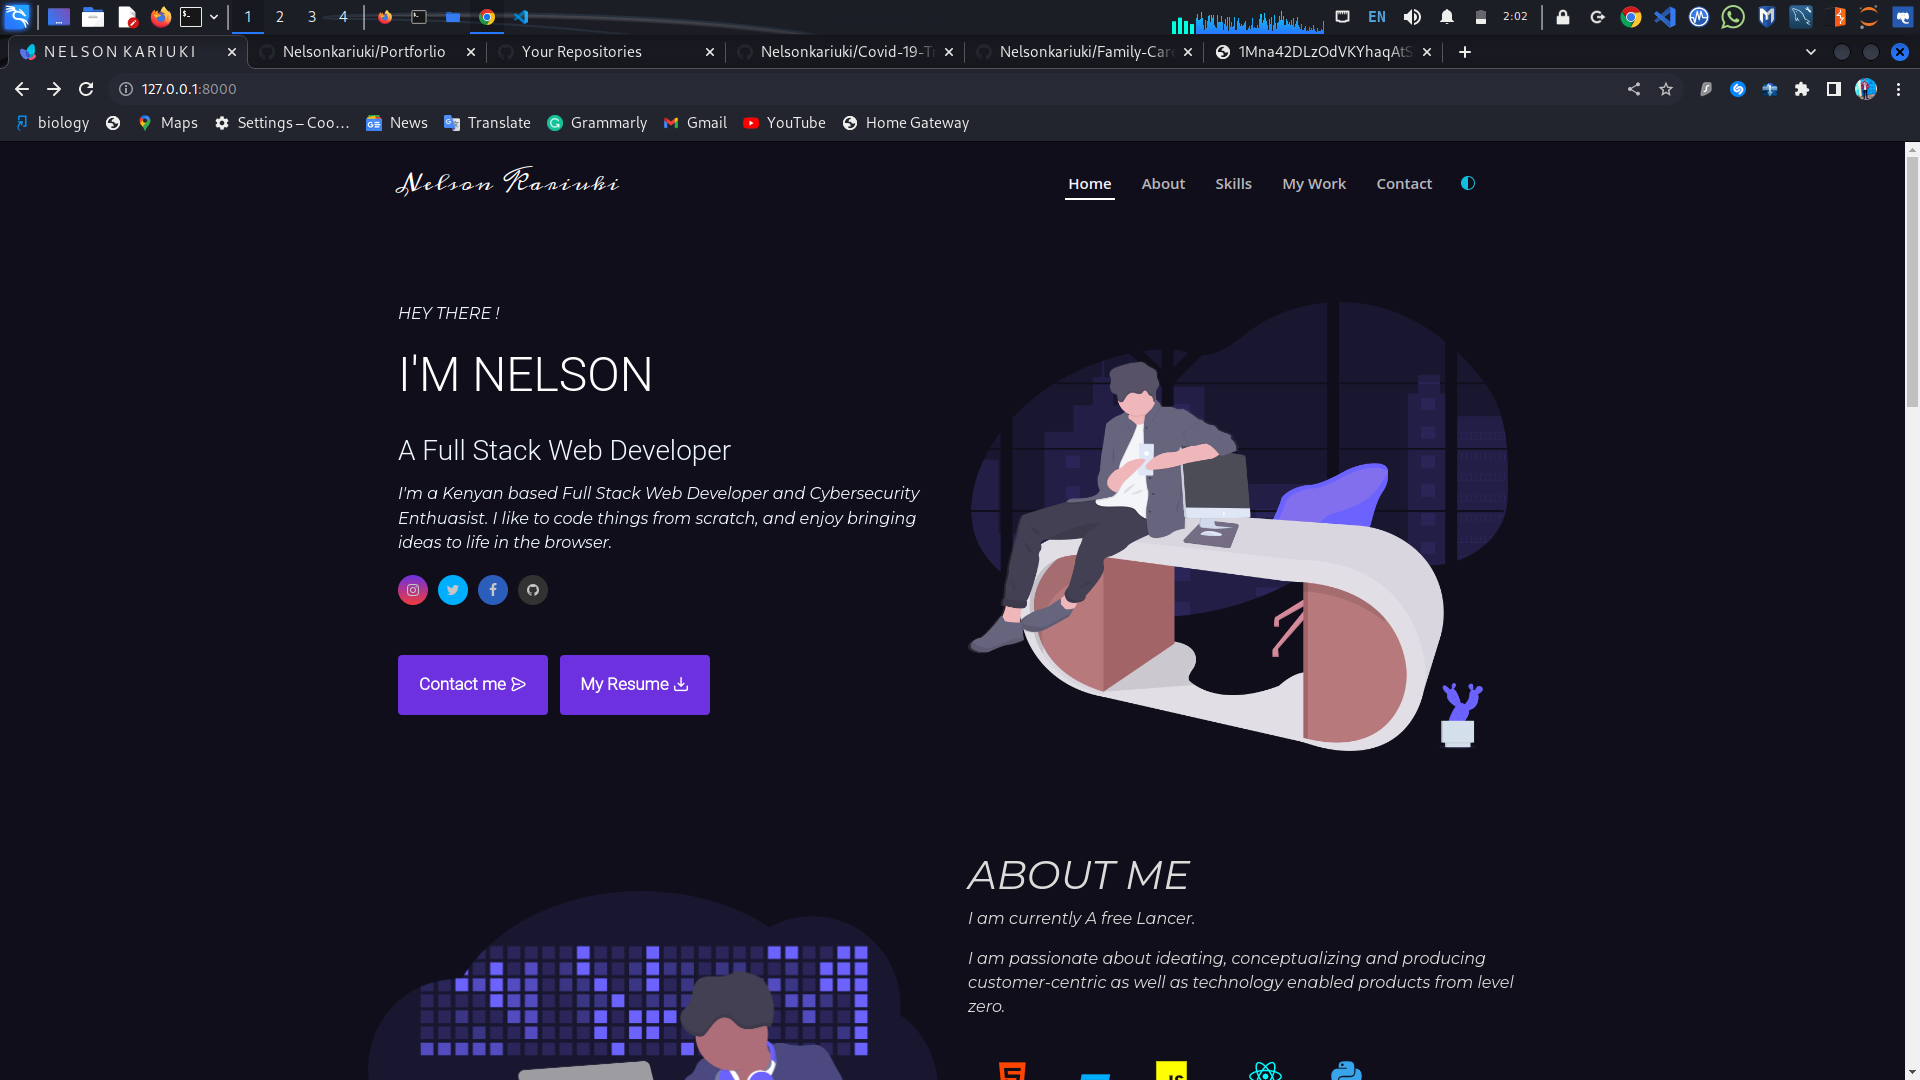 1 2 3 4 EN 2:02
N E L S O N K A R I U K I
Nelsonkariuki/Portforlio
Your Repositories
Nelsonkariuki/Covid-19-Tr
Nelsonkariuki/Family-Care
1Mna42DLzOdVKYhaqAtS
127.0.0.1:8000
biology Maps Settings – Coo… News Translate Grammarly Gmail YouTube Home Gateway
Nelson Kariuki
Home About Skills My Work Contact
HEY THERE !
I'M NELSON
A Full Stack Web Developer
I'm a Kenyan based Full Stack Web Developer and Cybersecurity
Enthuasist. I like to code things from scratch, and enjoy bringing
ideas to life in the browser.
Contact me
My Resume
ABOUT ME
I am currently A free Lancer.
I am passionate about ideating, conceptualizing and producing
customer-centric as well as technology enabled products from level
zero.